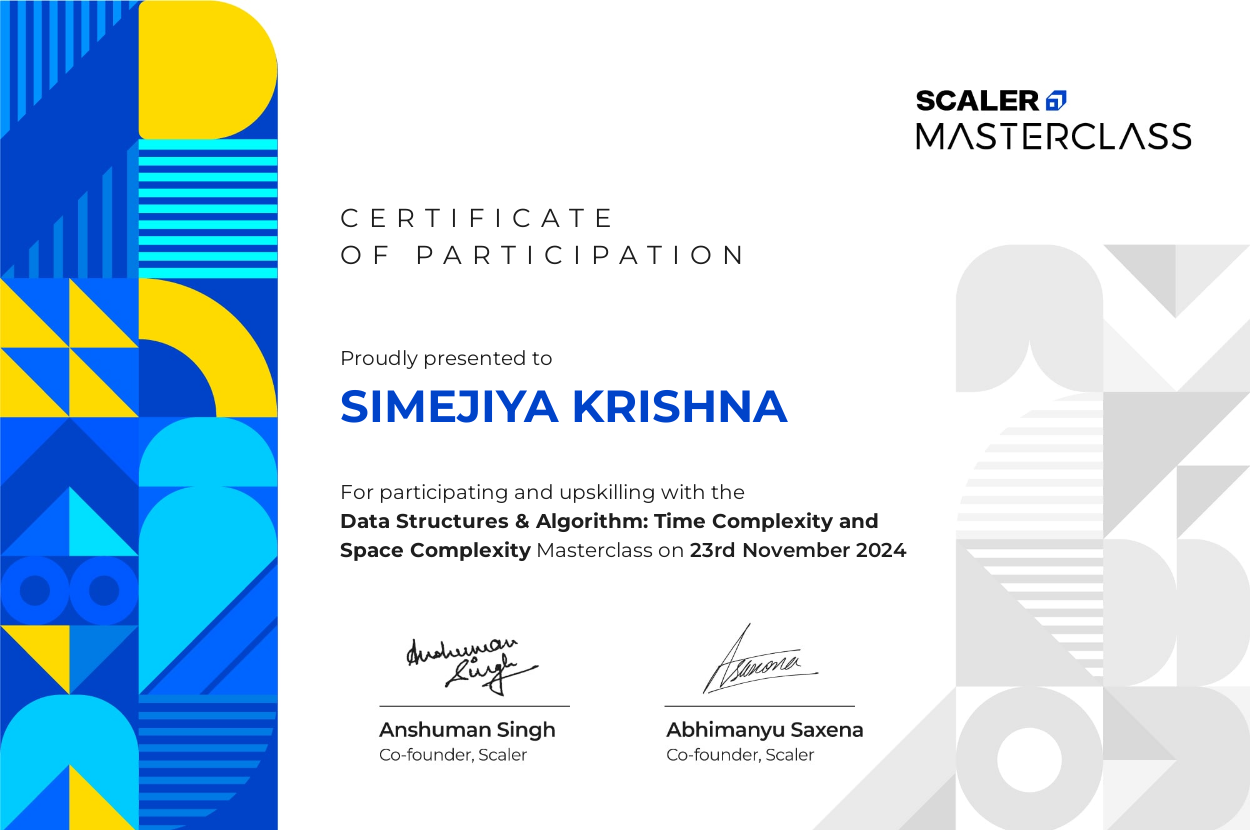 SCALER
MASTERCLASS
CERTIFICATE
OF PARTICIPATION
Proudly presented to
SIMEJIYA KRISHNA
For participating and upskilling with the
Data Structures & Algorithm: Time Complexity and
Space Complexity Masterclass on 23rd November 2024
Anshuman
Singh
Asaxena
Anshuman Singh
Abhimanyu Saxena
Co-founder, Scaler
Co-founder, Scaler